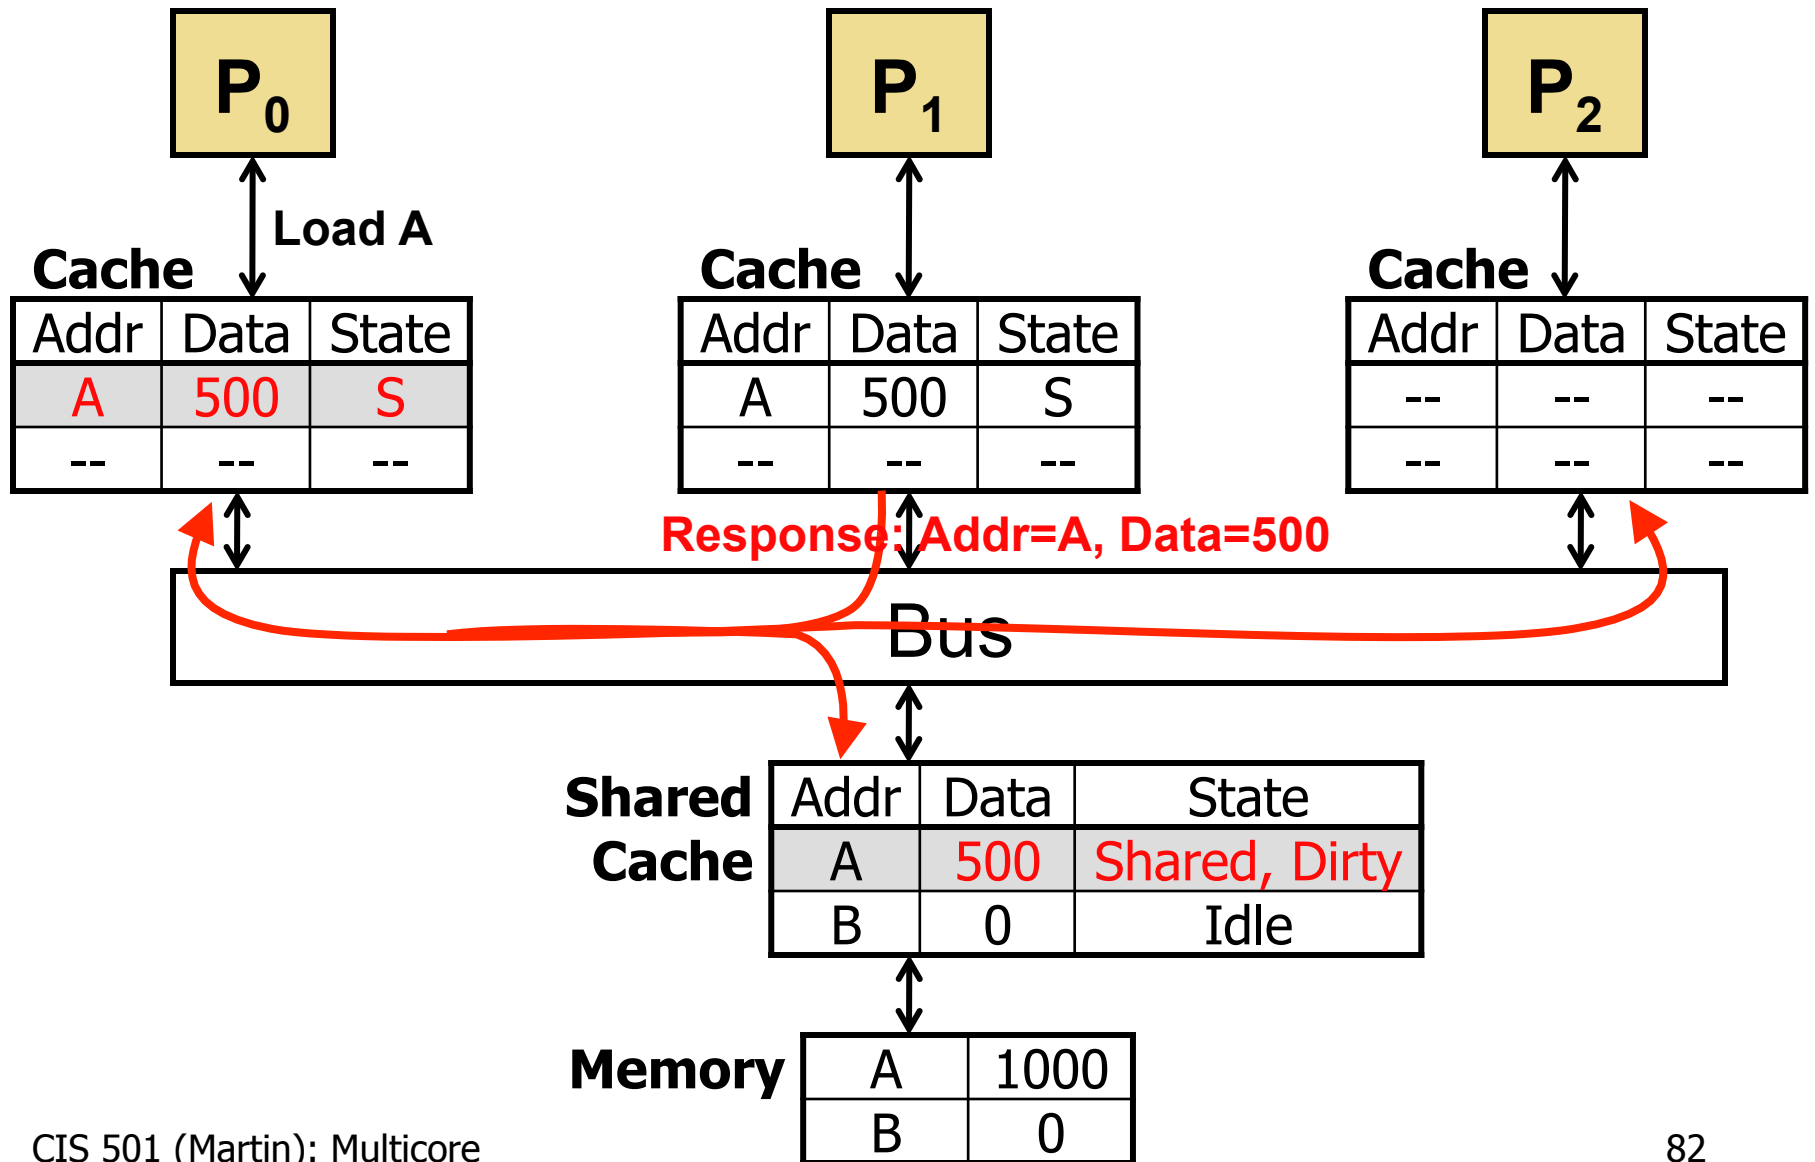 P0 P1 P2
Load A
Cache Cache Cache
Addr Data State Addr Data State Addr Data State
A 500 S A 500 S -- -- --
-- -- -- -- -- -- -- -- --
Response: Addr=A, Data=500
Bus
Shared Addr Data State
Cache A 500 Shared, Dirty
B 0 Idle
Memory A 1000
B 0
CIS 501 (Martin): Multicore 82